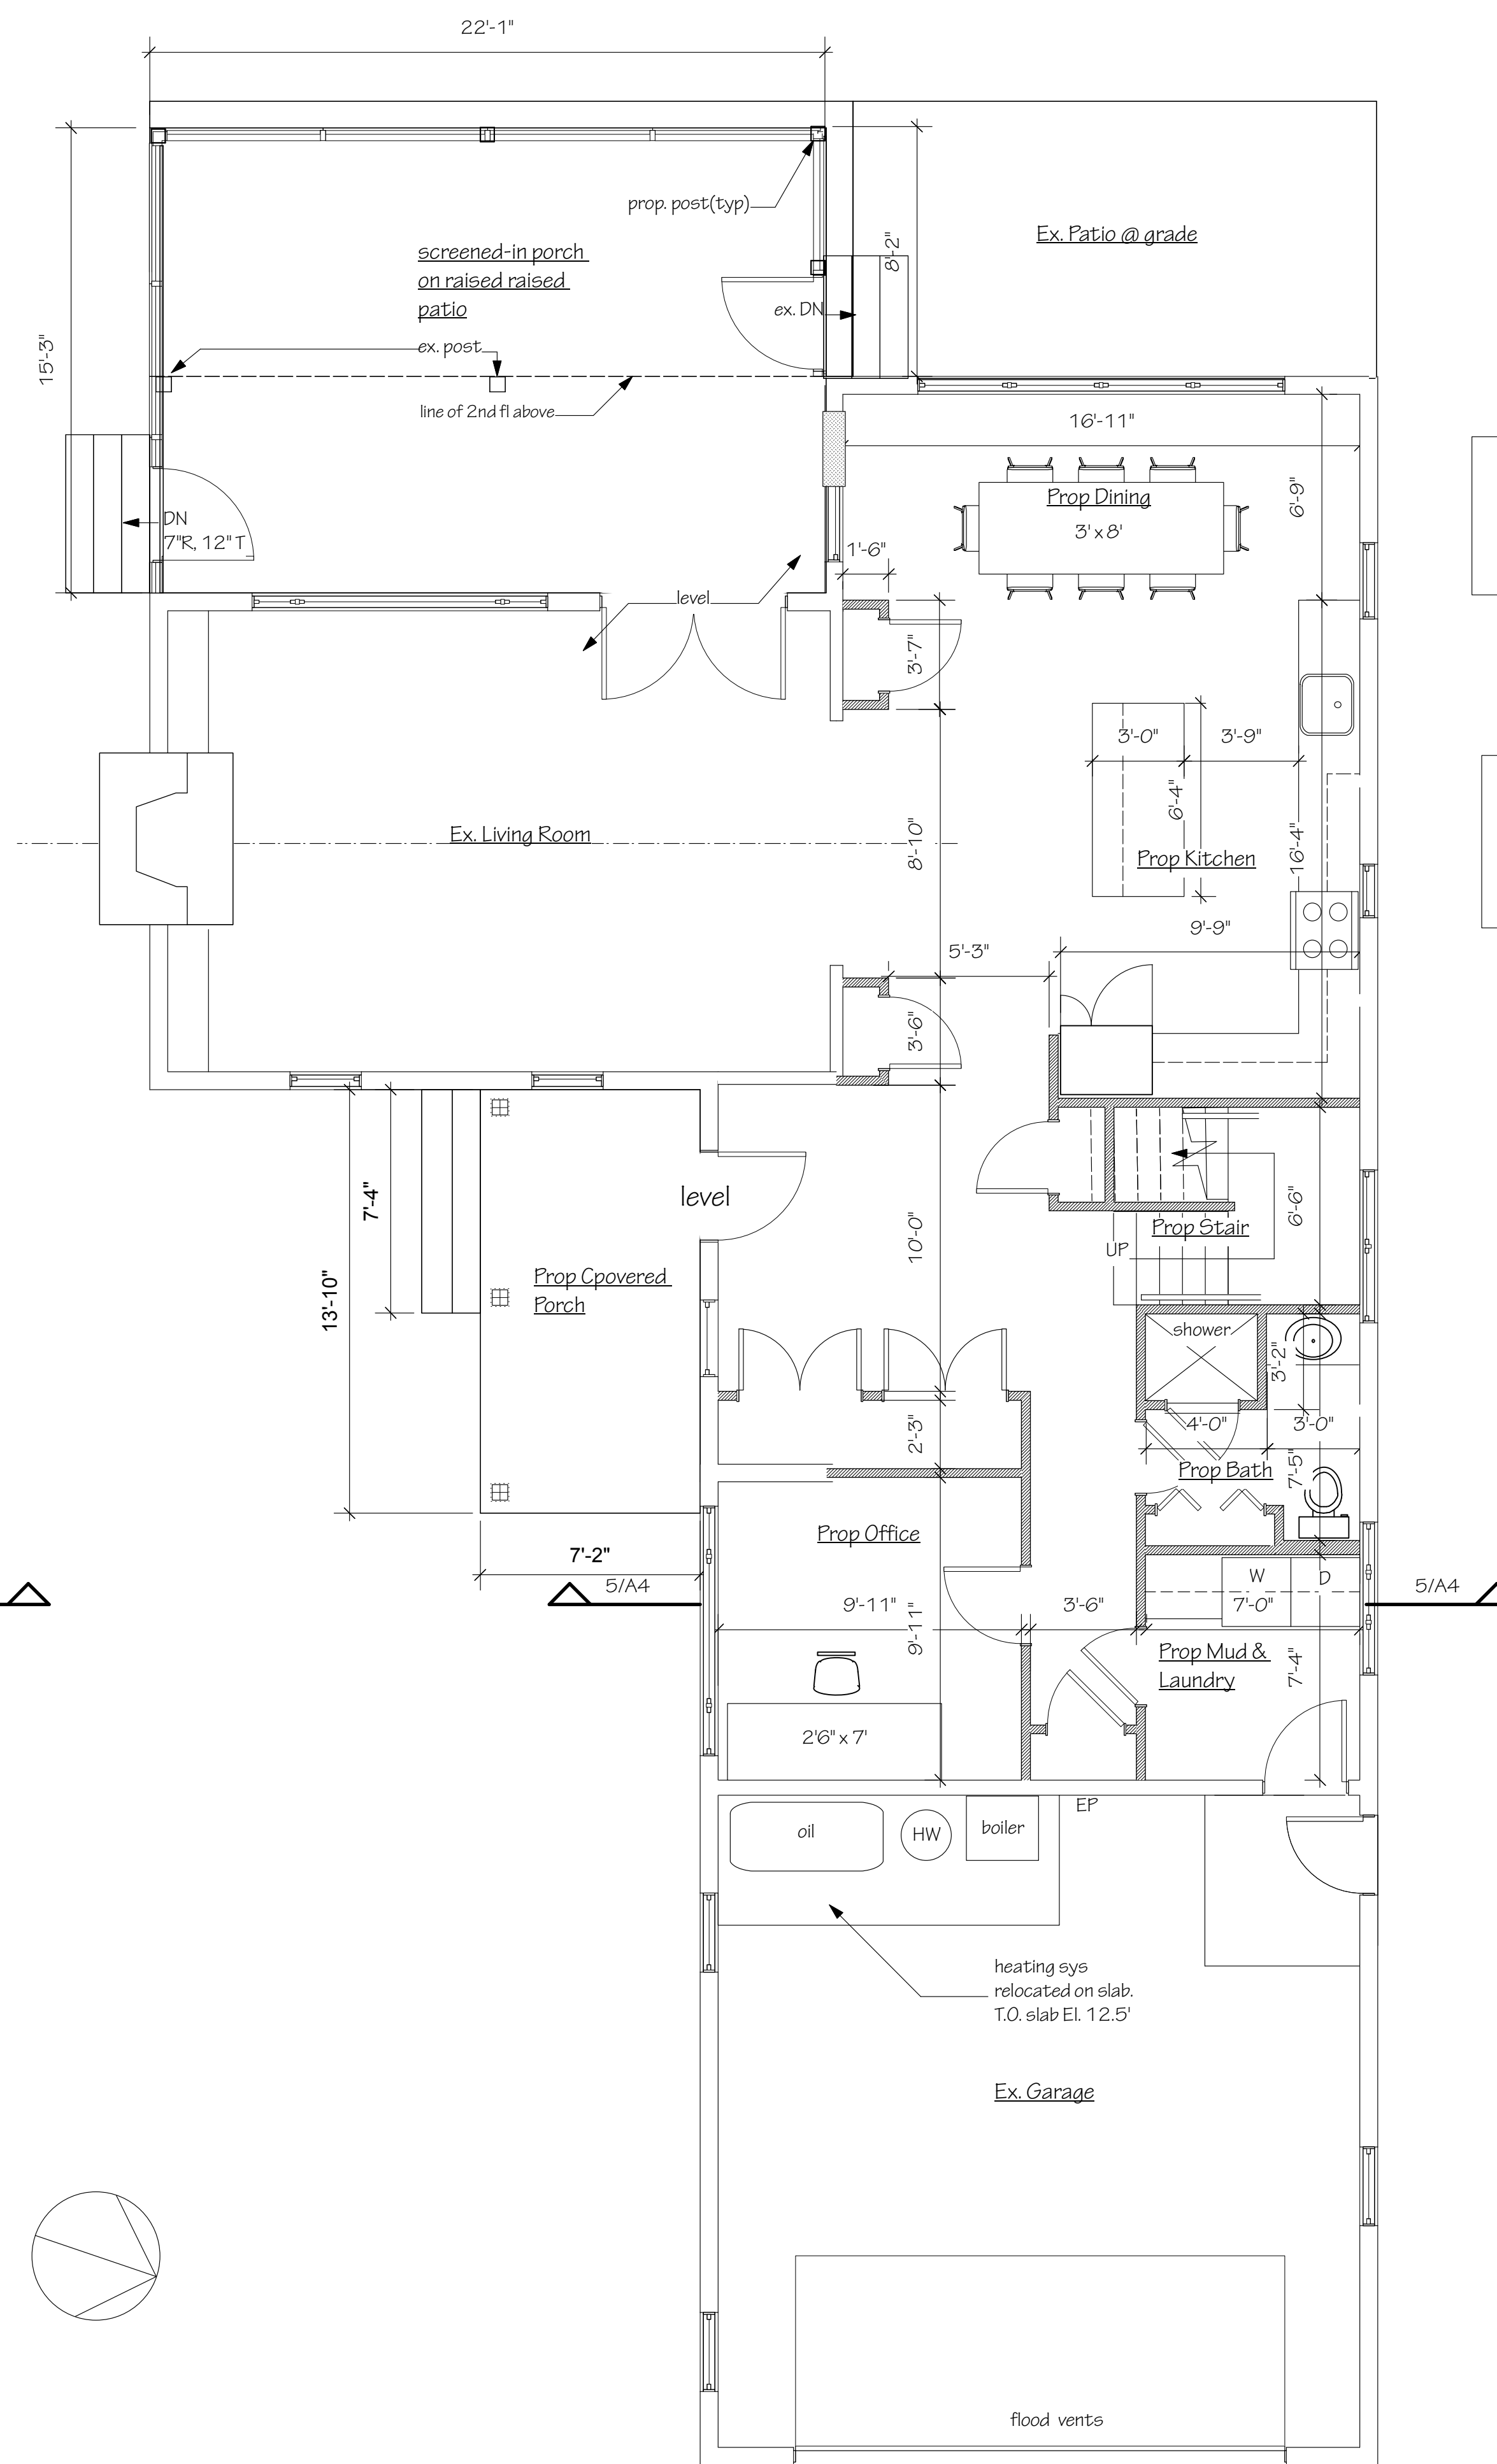 22'-1"
prop. post(typ)
8'-2"
Ex. Patio @ grade
screened-in porch
on raised raised
patio
ex. DN
ex. post
15'-3"
line of 2nd fl above
16'-11"
DN
7"R, 12" T
Prop Dining
3' x 8'
6'-9"
1'-6"
level
3'-7"
3'-0"
3'-9"
6'-4"
Ex. Living Room
8'-10"
Prop Kitchen
16'-4"
9'-9"
5'-3"
3'-6"
7'-4"
level
10'-0"
6'-6"
Prop Stair
UP
13'-10"
Prop Cpovered
Porch
shower
3'-2"
4'-0"
3'-0"
2'-3"
Prop Bath
7'-5"
Prop Office
7'-2"
5/A4
W
D
7'-0"
5/A4
9'-11"
9'-11"
3'-6"
Prop Mud &
Laundry
7'-4"
2'6" x 7'
EP
oil
HW
boiler
heating sys
relocated on slab.
T.O. slab El. 12.5'
Ex. Garage
flood vents